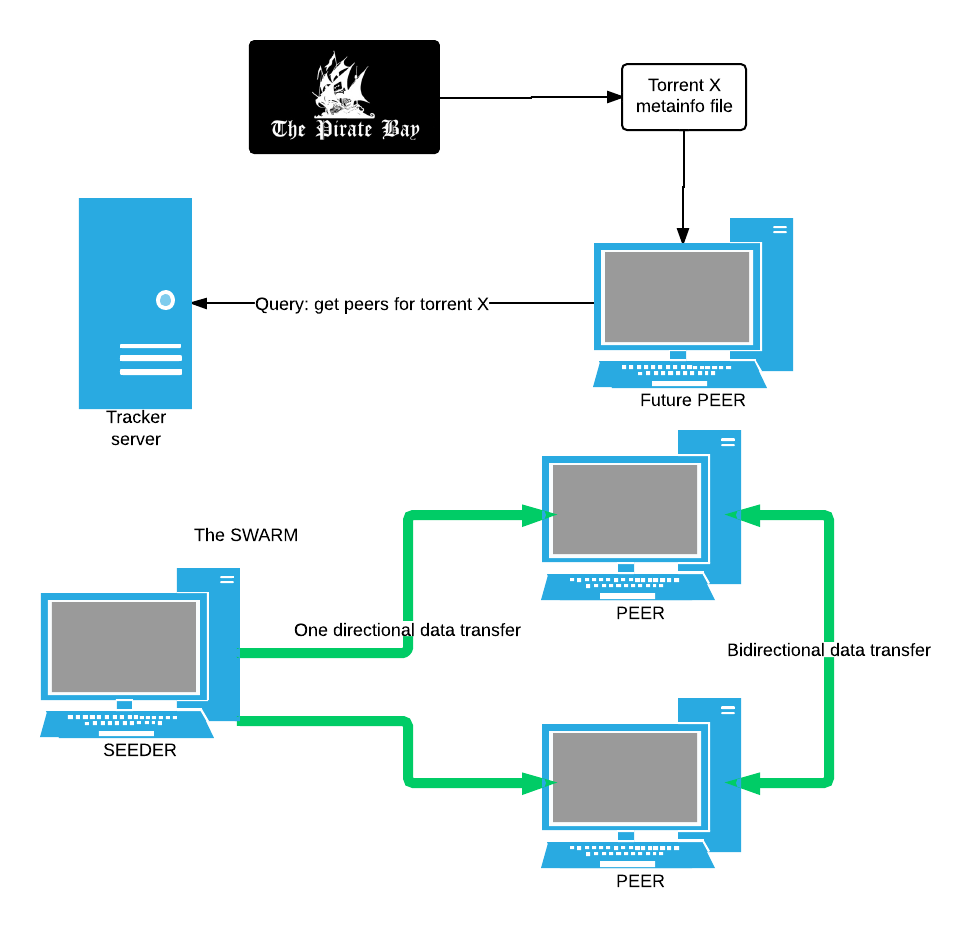 The Pirate Bay
Torrent X
metainfo file
Query: get peers for torrent X
Future PEER
Tracker
server
The SWARM
PEER
One directional data transfer
Bidirectional data transfer
SEEDER
PEER